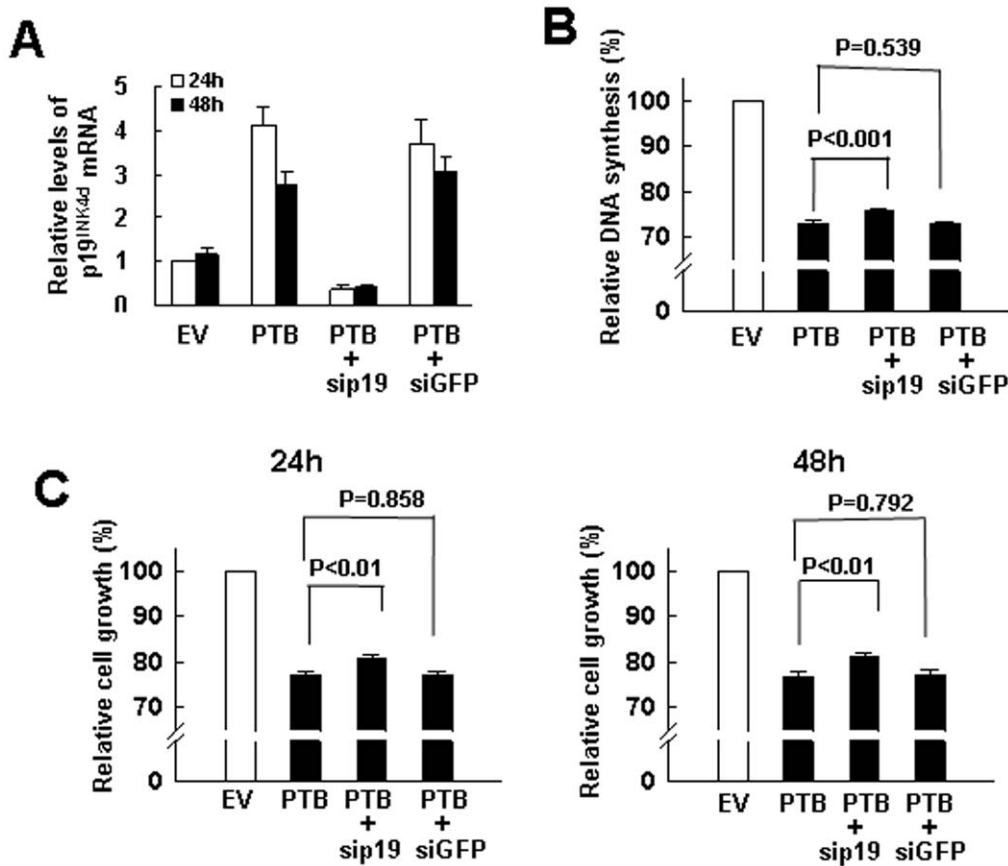 A
24h
48h
Relative levels of
p19INK4d mRNA
5
4
3
2
1
0
EV
PTB
PTB
+
sip19
PTB
+
siGFP
B
P=0.539
P<0.001
Relative DNA synthesis (%)
100
90
80
70
0
EV
PTB
PTB
+
sip19
PTB
+
siGFP
C
24h
P=0.858
P<0.01
Relative cell growth (%)
100
90
80
70
0
EV
PTB
PTB
+
sip19
PTB
+
siGFP
48h
P=0.792
P<0.01
Relative cell growth (%)
100
90
80
70
0
EV
PTB
PTB
+
sip19
PTB
+
siGFP